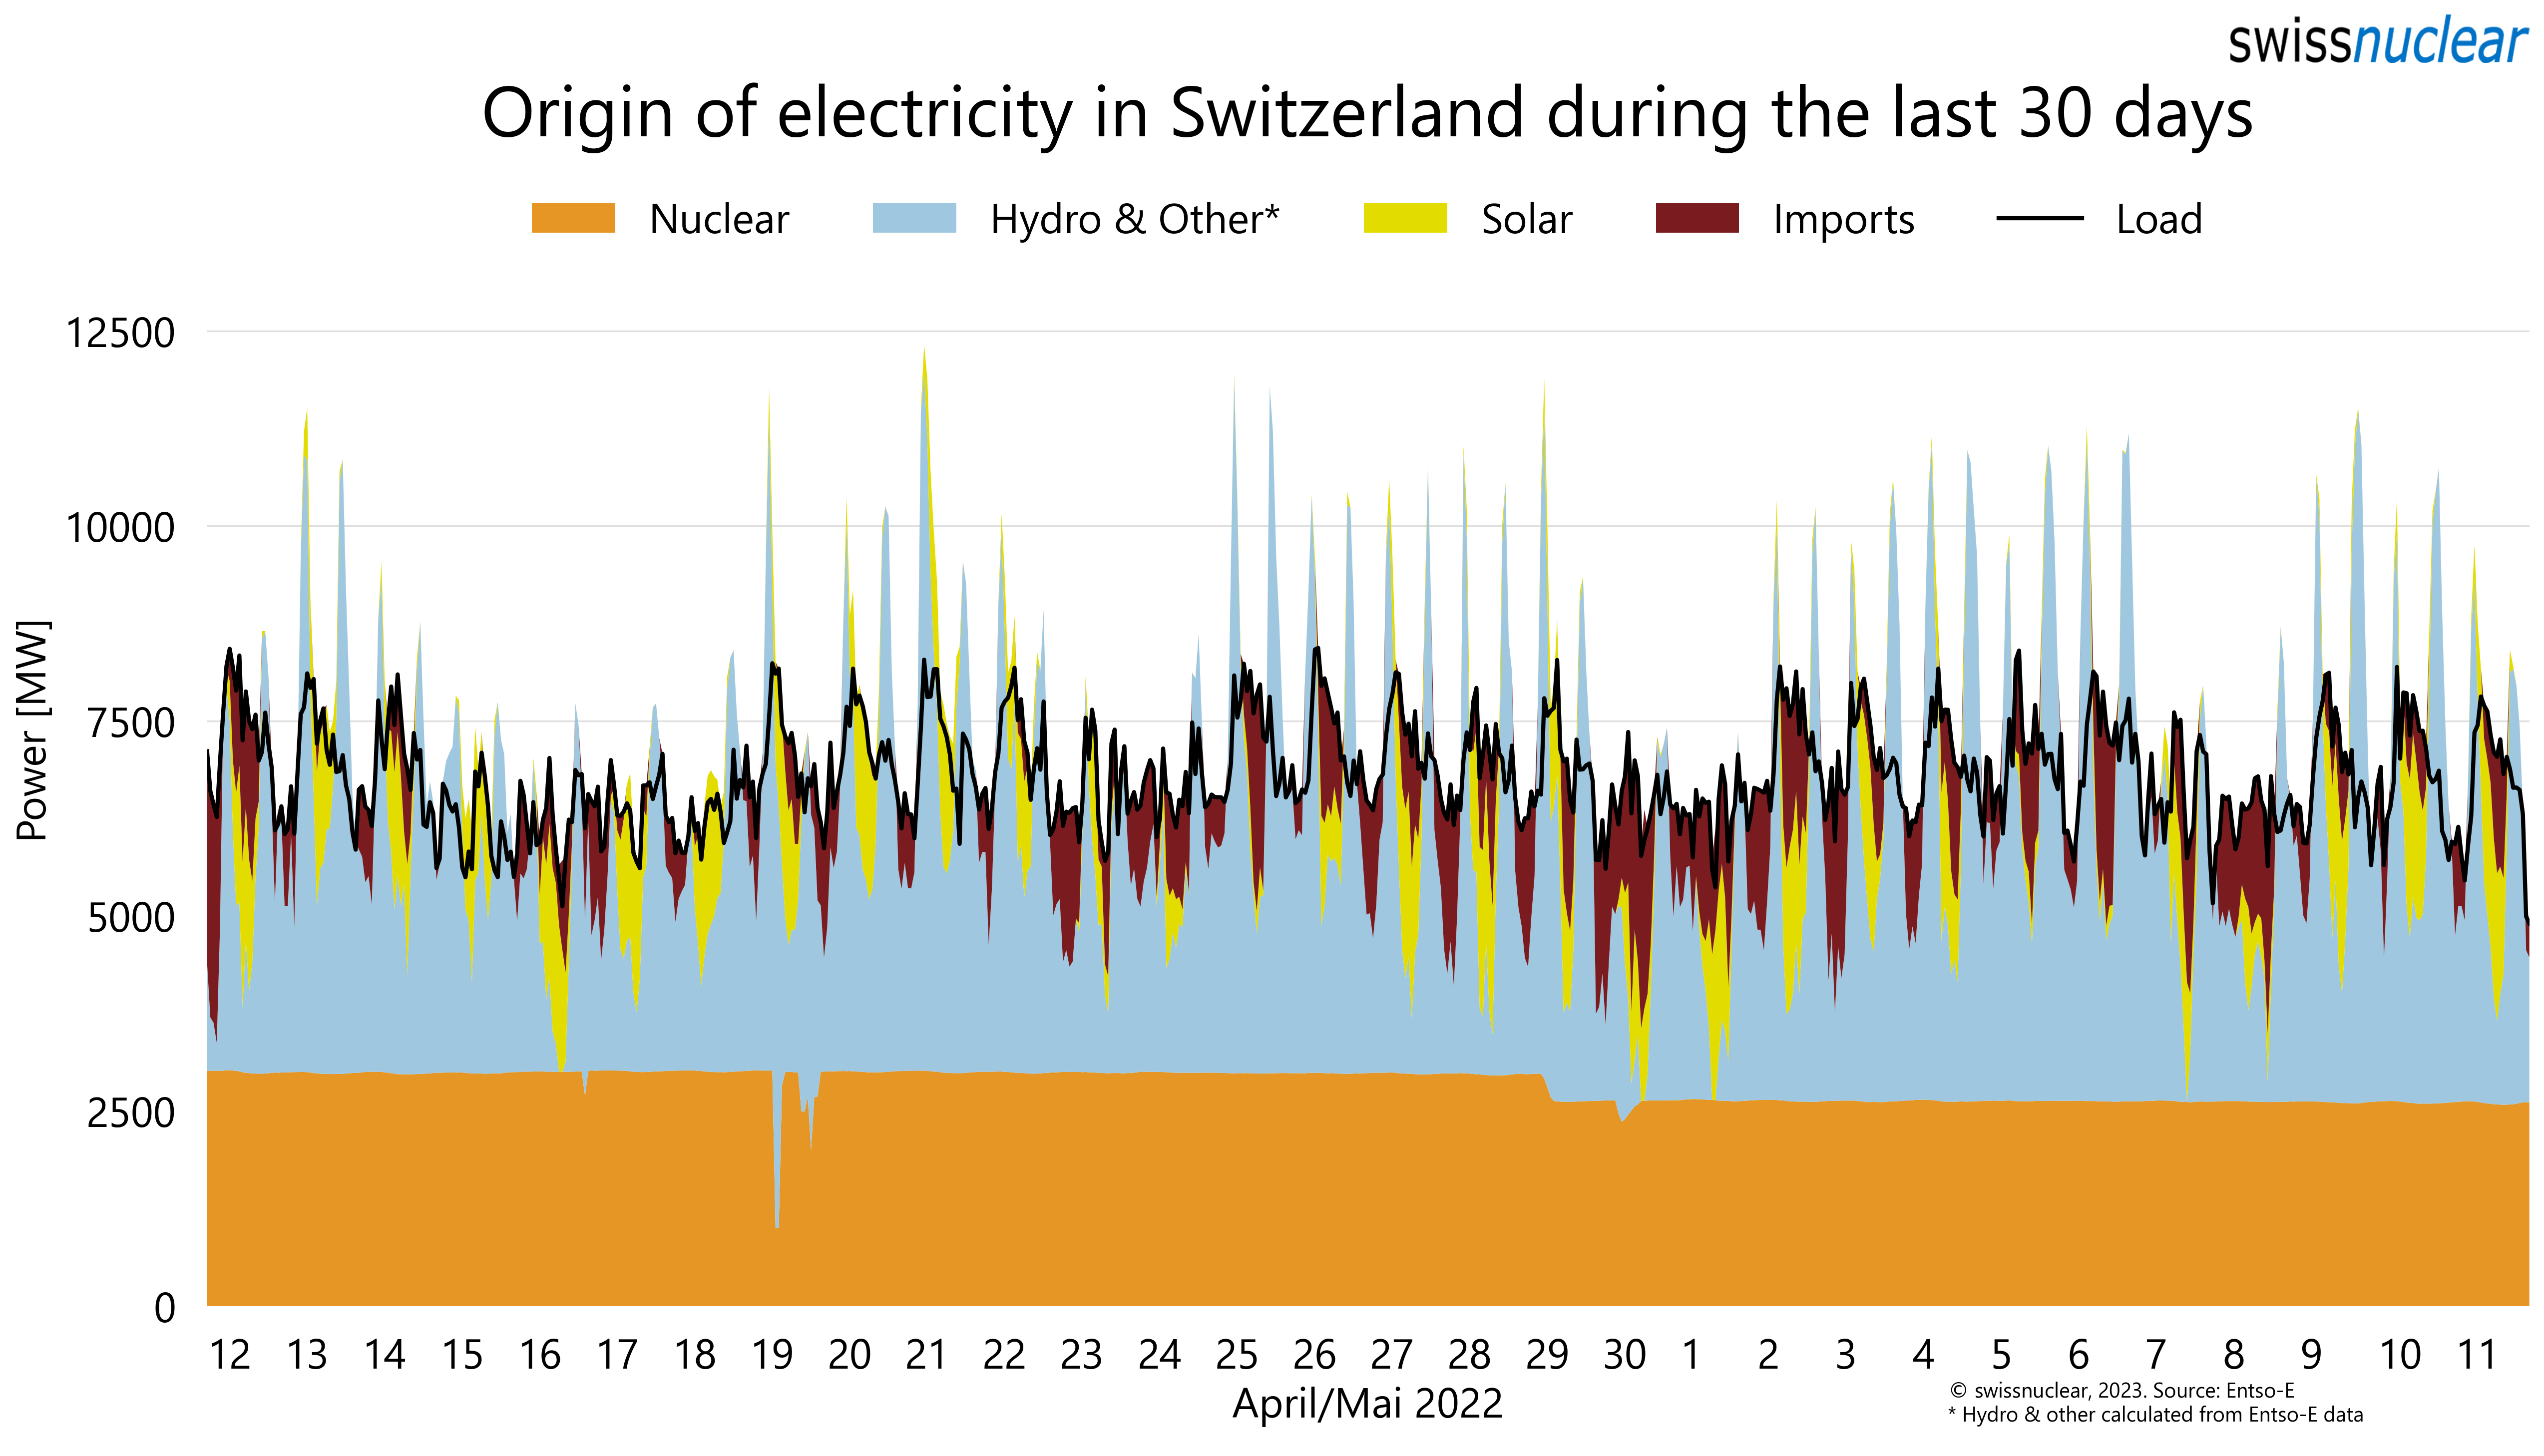 swissnuclear
Origin of electricity in Switzerland during the last 30 days
Nuclear Hydro & Other* Solar Imports Load
12500
10000
7500
5000
2500
0
Power [MW]
12 13 14 15 16 17 18 19 20 21 22 23 24 25 26 27 28 29 30 1 2 3 4 5 6 7 8 9 10 11
April/Mai 2022
© swissnuclear, 2023. Source: Entso-E
* Hydro & other calculated from Entso-E data